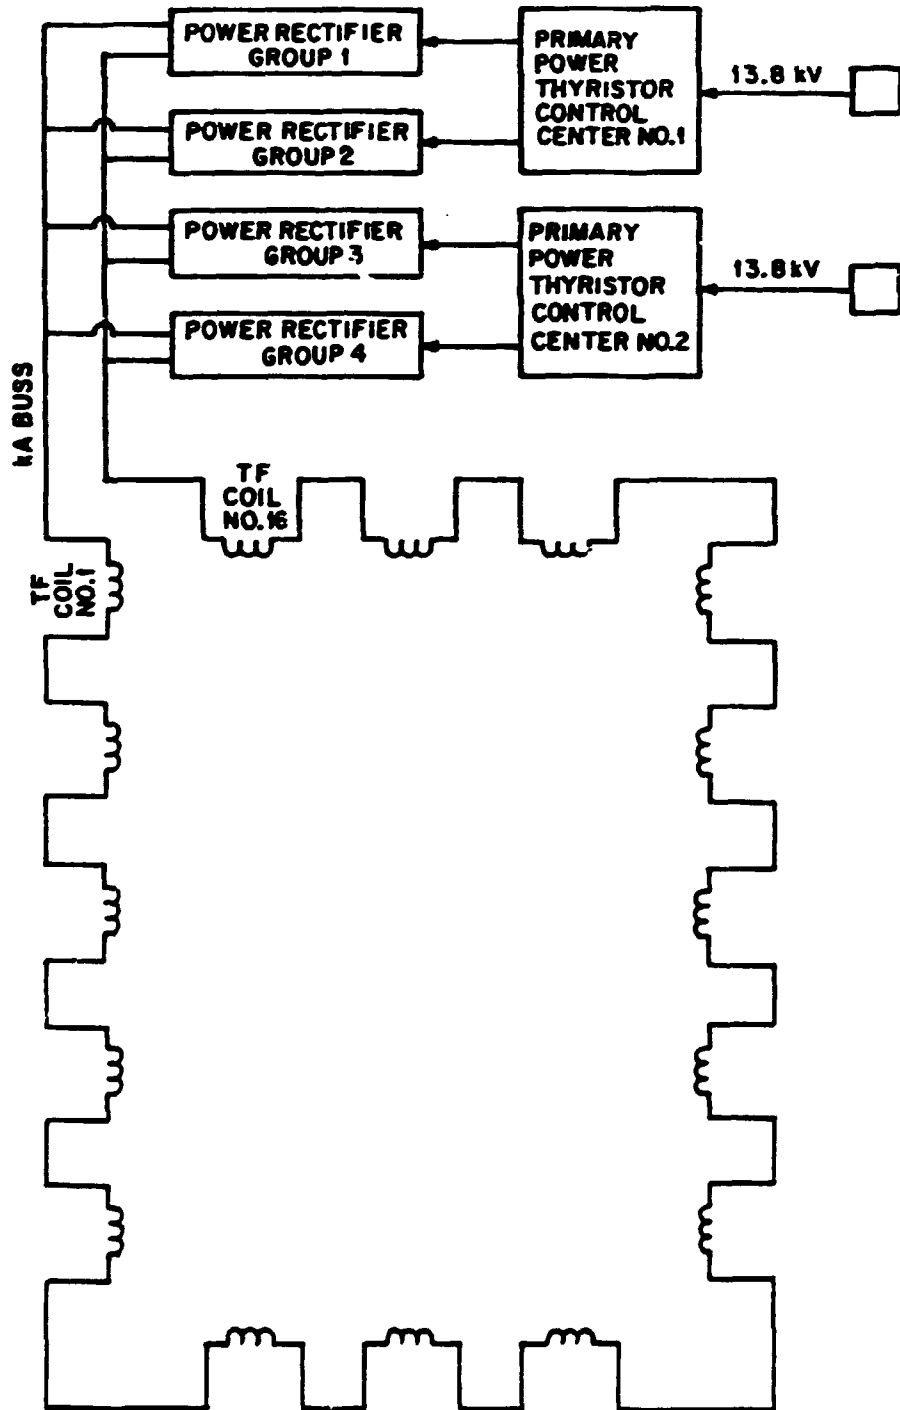 POWER RECTIFIER
GROUP 1
PRIMARY
POWER
THYRISTOR
CONTROL
CENTER NO.1
13.8 kV
POWER RECTIFIER
GROUP 2
POWER RECTIFIER
GROUP 3
PRIMARY
POWER
THYRISTOR
CONTROL
CENTER NO.2
13.8 kV
POWER RECTIFIER
GROUP 4
kA BUSS
TF
COIL
NO.16
TF
COIL
NO.1